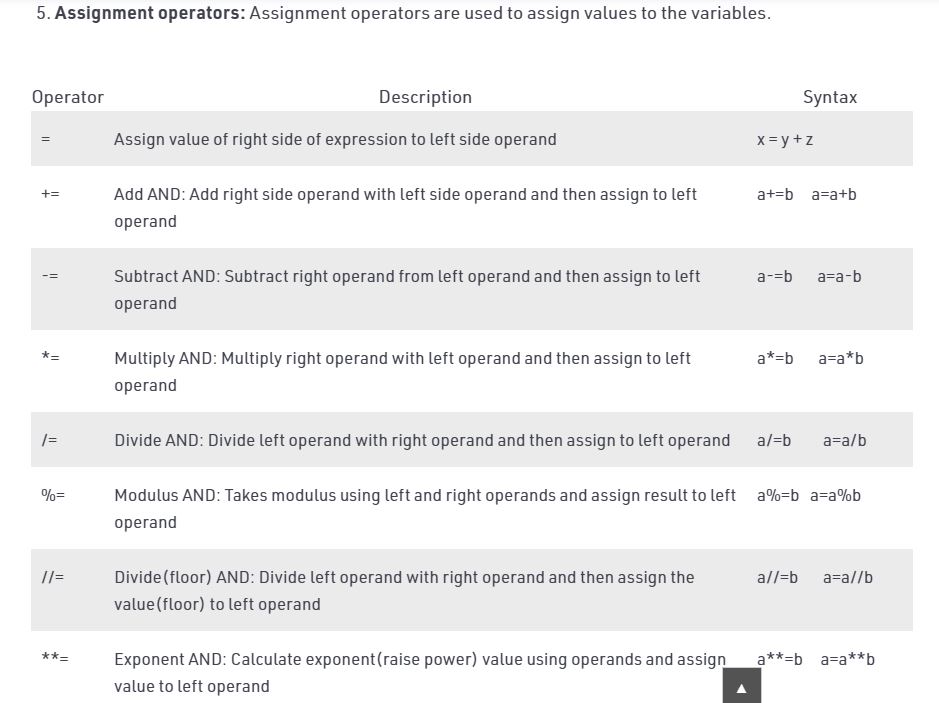 5. Assignment operators: Assignment operators are used to assign values to the variables.
Operator Description Syntax
= Assign value of right side of expression to left side operand x = y + z
+= Add AND: Add right side operand with left side operand and then assign to left a+=b a=a+b
operand
-= Subtract AND: Subtract right operand from left operand and then assign to left a-=b a=a-b
operand
*= Multiply AND: Multiply right operand with left operand and then assign to left a*=b a=a*b
operand
/= Divide AND: Divide left operand with right operand and then assign to left operand a/=b a=a/b
%= Modulus AND: Takes modulus using left and right operands and assign result to left a%=b a=a%b
operand
//= Divide(floor) AND: Divide left operand with right operand and then assign the a//=b a=a//b
value(floor) to left operand
**= Exponent AND: Calculate exponent(raise power) value using operands and assign a**=b a=a**b
value to left operand